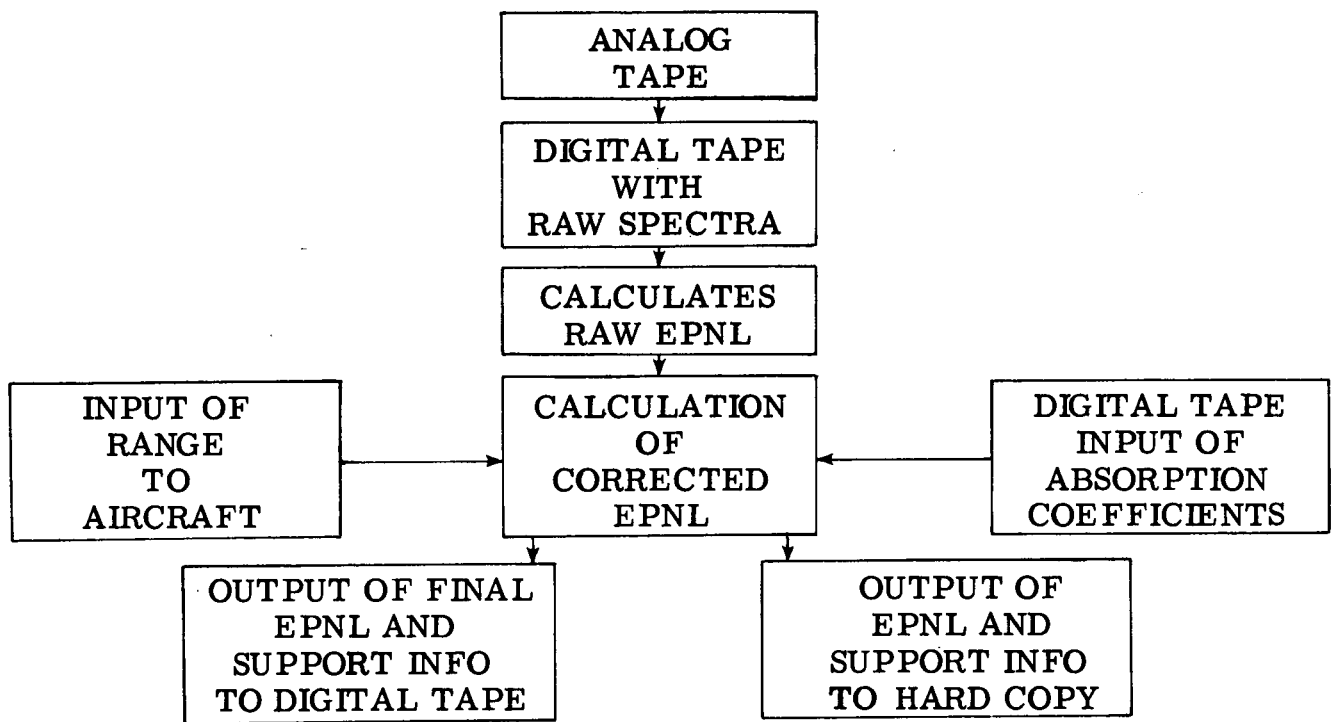 ANALOG
TAPE
DIGITAL TAPE
WITH
RAW SPECTRA
CALCULATES
RAW EPNL
INPUT OF
RANGE
TO
AIRCRAFT
CALCULATION
OF
CORRECTED
EPNL
DIGITAL TAPE
INPUT OF
ABSORPTION
COEFFICIENTS
OUTPUT OF FINAL
EPNL AND
SUPPORT INFO
TO DIGITAL TAPE
OUTPUT OF
EPNL AND
SUPPORT INFO
TO HARD COPY